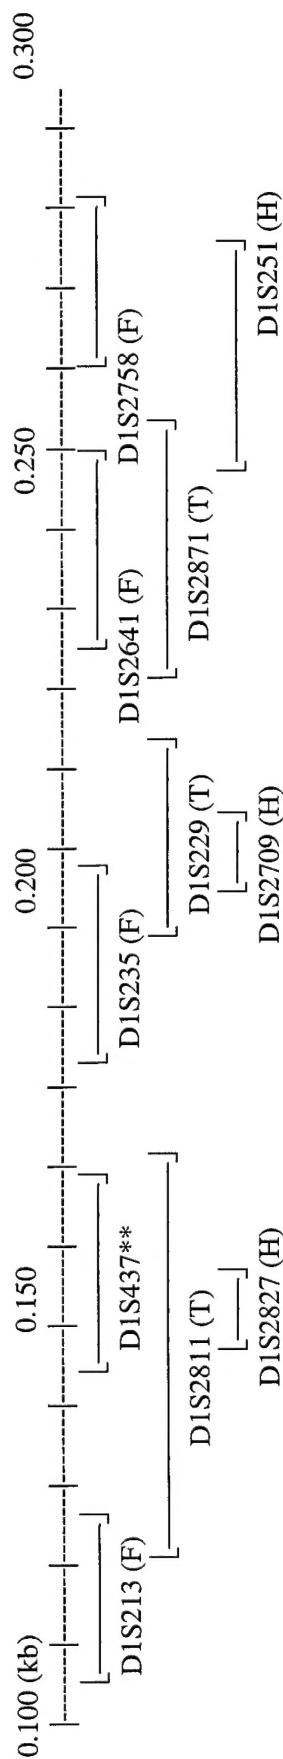 0.100 (kb)
0.150
0.200
0.250
0.300
D1S213 (F)
D1S437**
D1S235 (F)
D1S2641 (F)
D1S2758 (F)
D1S2811 (T)
D1S229 (T)
D1S2871 (T)
D1S2827 (H)
D1S2709 (H)
D1S251 (H)